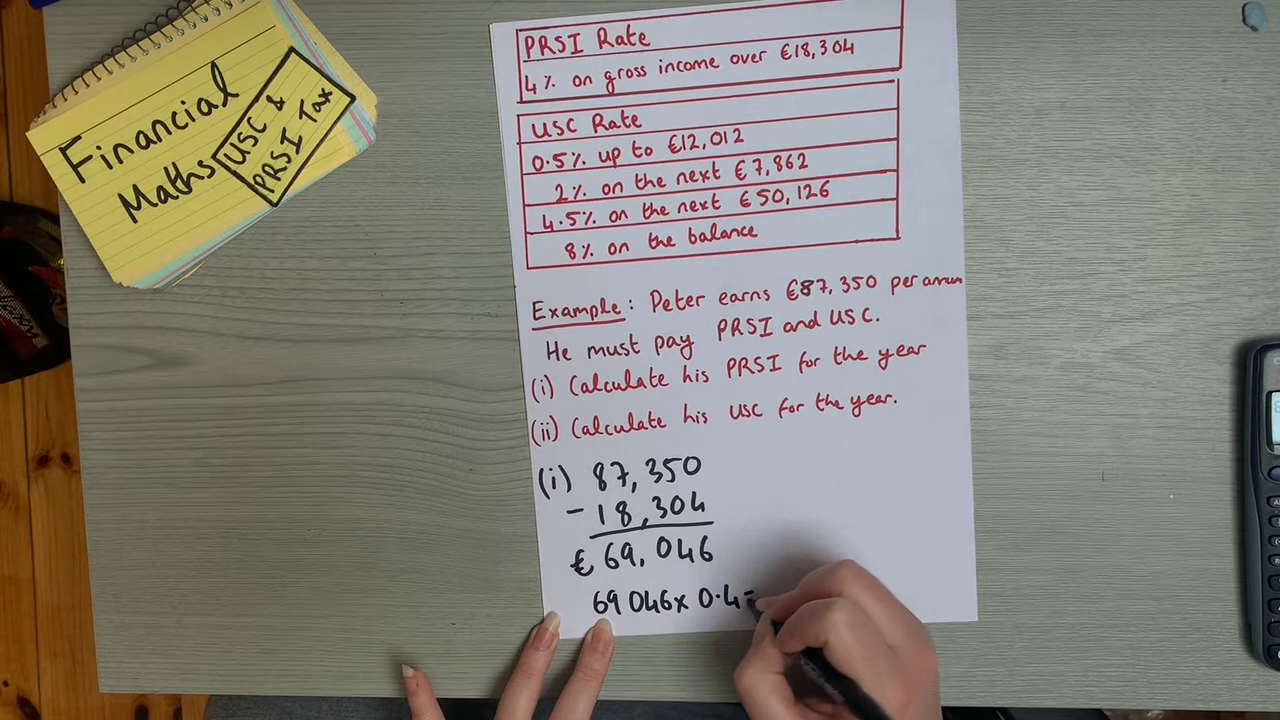 Financial
Maths
USC &
PRSI Tax
PRSI Rate
4% on gross income over €18,304
USC Rate
0.5% up to €12,012
2% on the next €7,862
4.5% on the next €50,126
8% on the balance
Example: Peter earns €87,350 per annum
He must pay PRSI and USC.
(i) Calculate his PRSI for the year
(ii) Calculate his USC for the year.
(i) 87,350
- 18,304
€69,046
69046 x 0.4 =